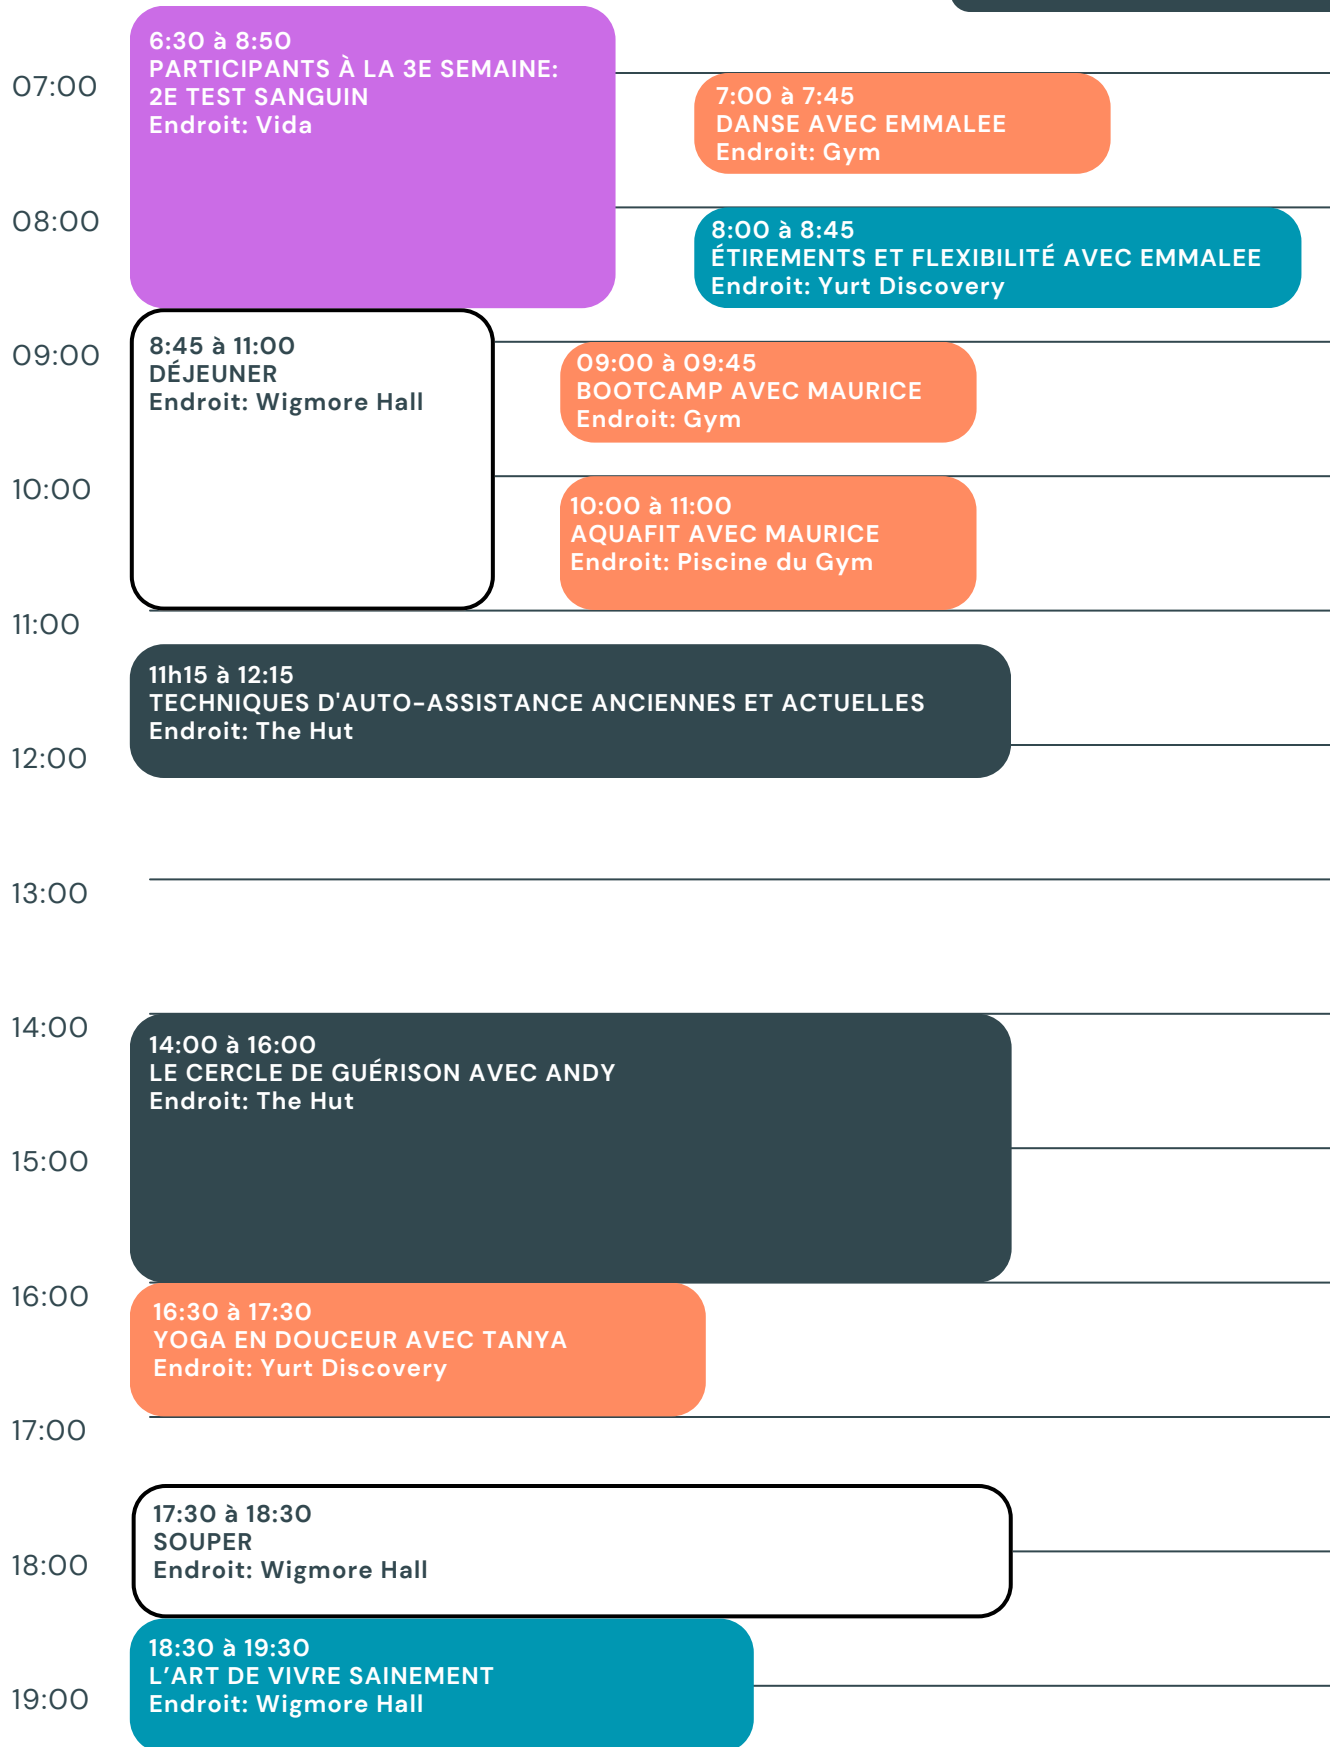 6:30 à 8:50
PARTICIPANTS À LA 3E SEMAINE:
2E TEST SANGUIN
Endroit: Vida
07:00
7:00 à 7:45
DANSE AVEC EMMALEE
Endroit: Gym
08:00
8:00 à 8:45
ÉTIREMENTS ET FLEXIBILITÉ AVEC EMMALEE
Endroit: Yurt Discovery
8:45 à 11:00
DÉJEUNER
Endroit: Wigmore Hall
09:00
09:00 à 09:45
BOOTCAMP AVEC MAURICE
Endroit: Gym
10:00
10:00 à 11:00
AQUAFIT AVEC MAURICE
Endroit: Piscine du Gym
11:00
11h15 à 12:15
TECHNIQUES D'AUTO-ASSISTANCE ANCIENNES ET ACTUELLES
Endroit: The Hut
12:00
13:00
14:00
14:00 à 16:00
LE CERCLE DE GUÉRISON AVEC ANDY
Endroit: The Hut
15:00
16:00
16:30 à 17:30
YOGA EN DOUCEUR AVEC TANYA
Endroit: Yurt Discovery
17:00
17:30 à 18:30
SOUPER
Endroit: Wigmore Hall
18:00
18:30 à 19:30
L’ART DE VIVRE SAINEMENT
Endroit: Wigmore Hall
19:00